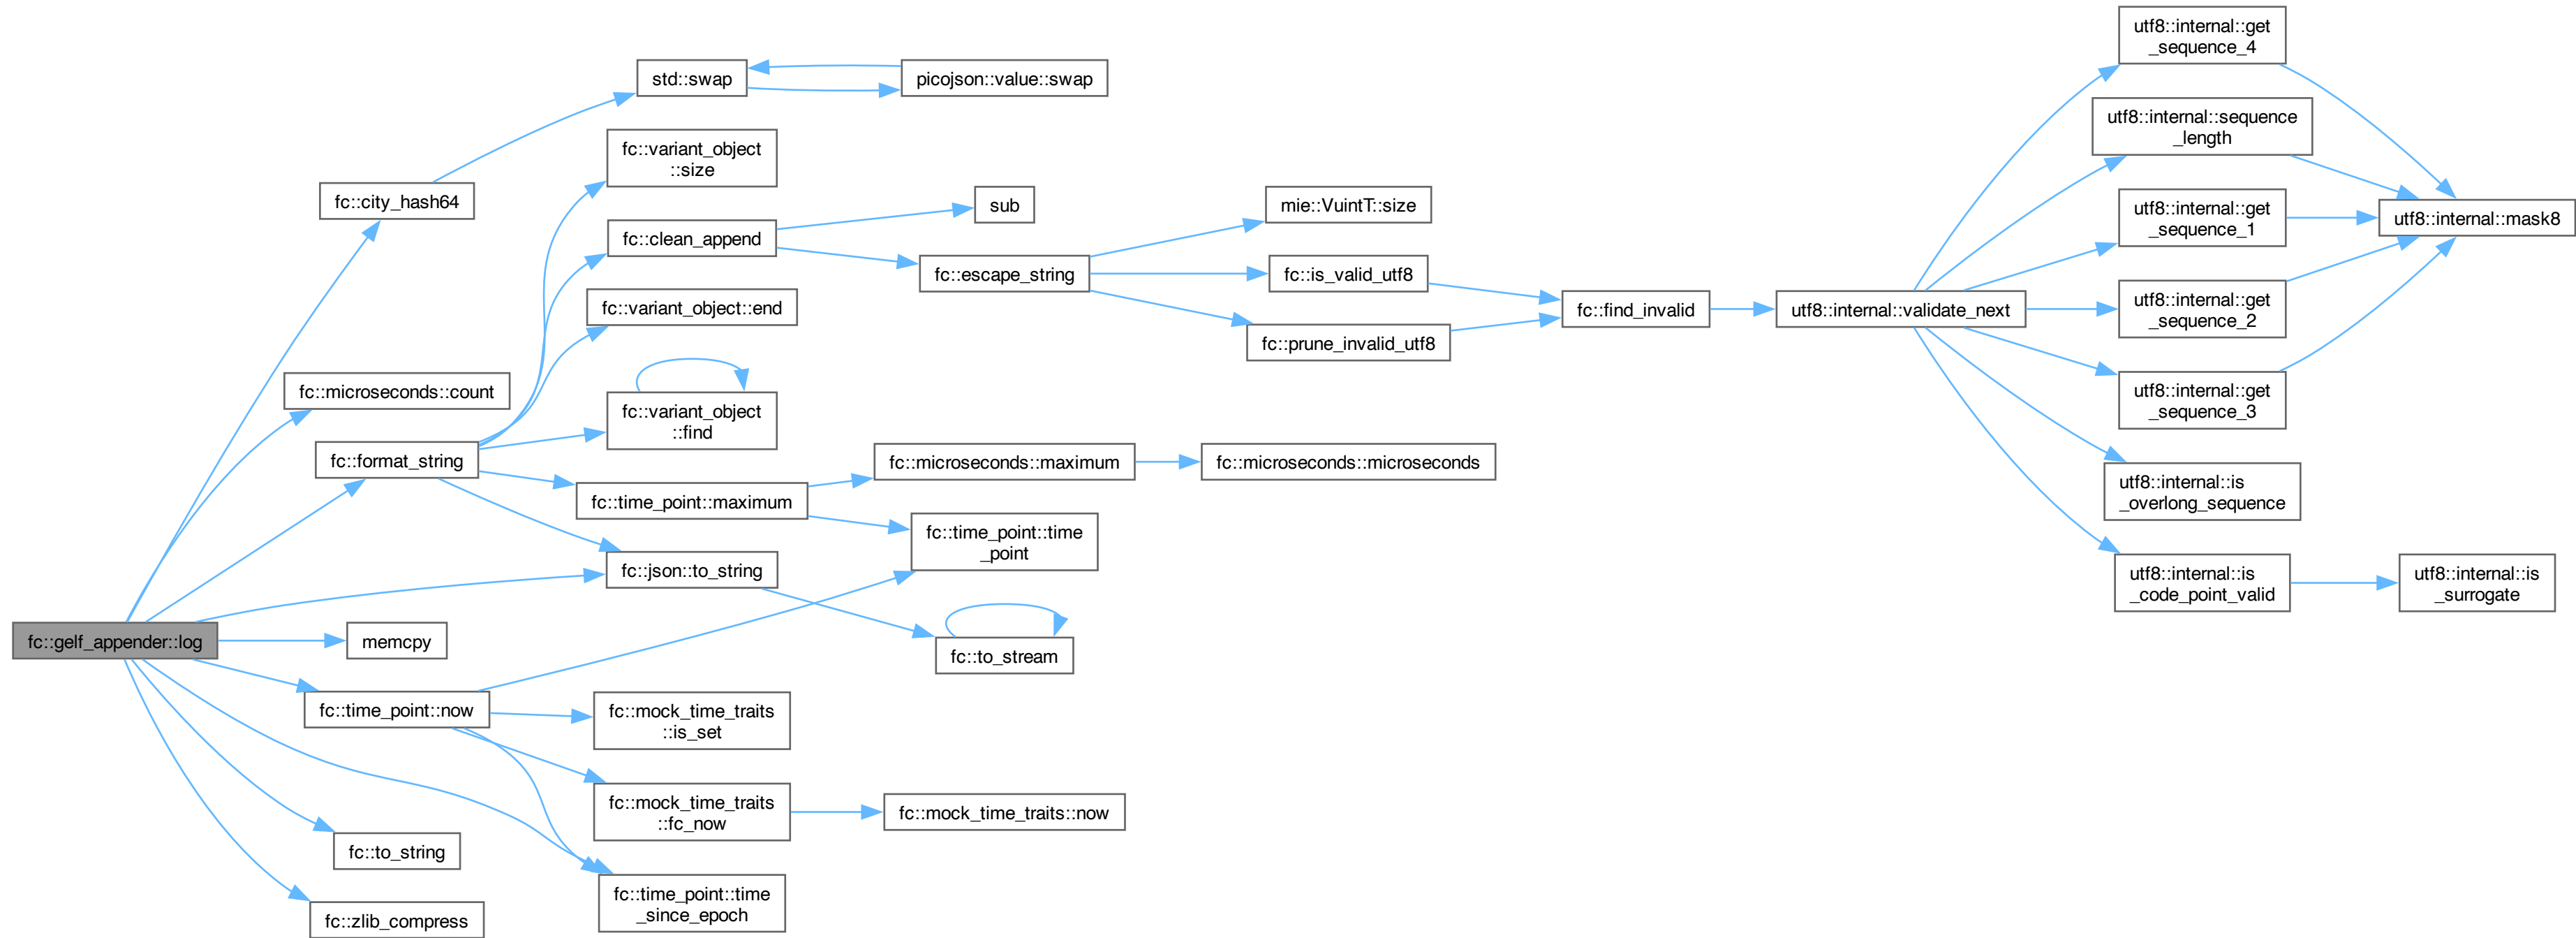 fc::gelf_appender::log
fc::city_hash64
fc::microseconds::count
fc::format_string
memcpy
fc::time_point::now
fc::to_string
fc::zlib_compress
std::swap
fc::variant_object
::size
fc::clean_append
fc::variant_object::end
fc::variant_object
::find
fc::time_point::maximum
fc::json::to_string
fc::mock_time_traits
::is_set
fc::mock_time_traits
::fc_now
fc::time_point::time
_since_epoch
picojson::value::swap
sub
fc::escape_string
fc::microseconds::maximum
fc::time_point::time
_point
fc::to_stream
fc::mock_time_traits::now
mie::VuintT::size
fc::is_valid_utf8
fc::prune_invalid_utf8
fc::microseconds::microseconds
fc::find_invalid
utf8::internal::validate_next
utf8::internal::get
_sequence_4
utf8::internal::sequence
_length
utf8::internal::get
_sequence_1
utf8::internal::get
_sequence_2
utf8::internal::get
_sequence_3
utf8::internal::is
_overlong_sequence
utf8::internal::is
_code_point_valid
utf8::internal::mask8
utf8::internal::is
_surrogate